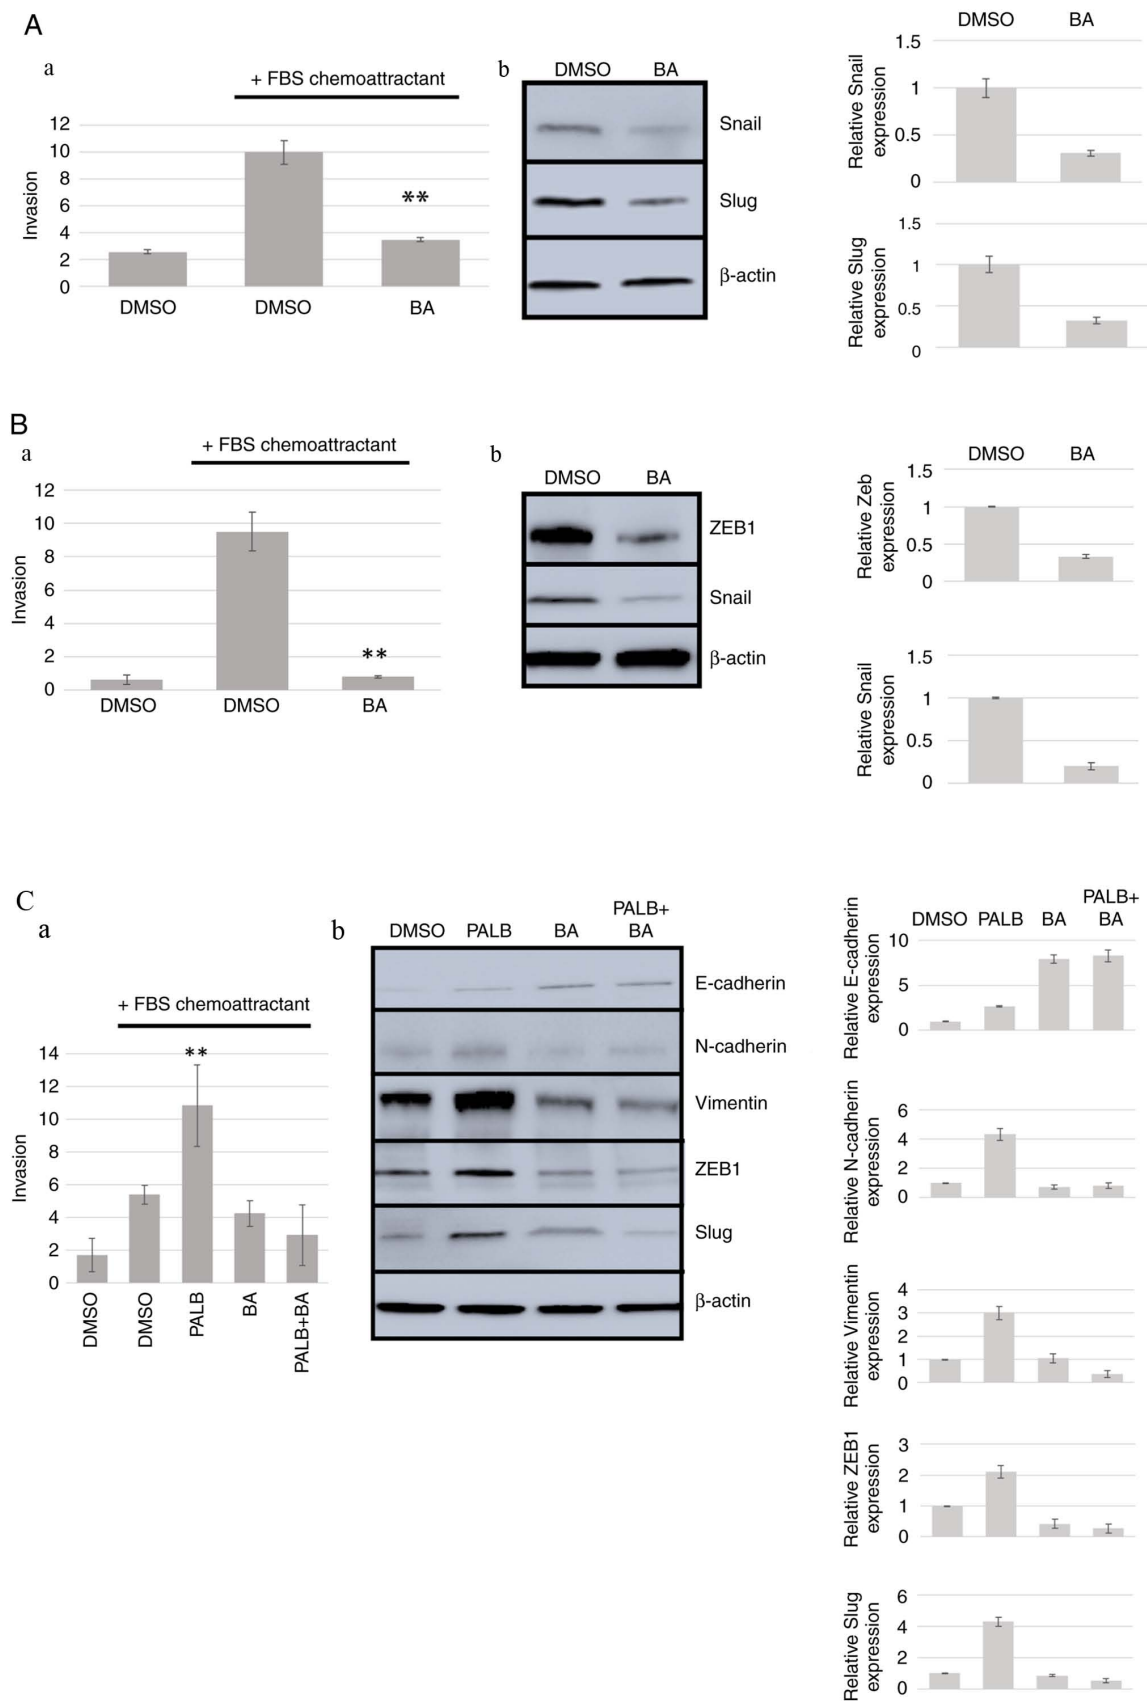 A
a
+ FBS chemoattractant
12
10
8
6
4
2
0
Invasion
**
DMSO
DMSO
BA
b
DMSO
BA
Snail
Slug
β-actin
DMSO
BA
Relative Snail
expression
1.5
1
0.5
0
Relative Slug
expression
1.5
1
0.5
0
B
a
+ FBS chemoattractant
12
10
8
6
4
2
0
Invasion
**
DMSO
DMSO
BA
b
DMSO
BA
ZEB1
Snail
β-actin
DMSO
BA
Relative Zeb
expression
1.5
1
0.5
0
Relative Snail
expression
1.5
1
0.5
0
C
a
+ FBS chemoattractant
14
12
10
8
6
4
2
0
Invasion
**
DMSO
DMSO
PALB
BA
PALB+BA
b
DMSO
PALB
BA
PALB+
BA
E-cadherin
N-cadherin
Vimentin
ZEB1
Slug
β-actin
DMSO
PALB
BA
PALB+
BA
Relative E-cadherin
expression
10
5
0
Relative N-cadherin
expression
6
4
2
0
Relative Vimentin
expression
4
3
2
1
0
Relative ZEB1
expression
3
2
1
0
Relative Slug
expression
6
4
2
0